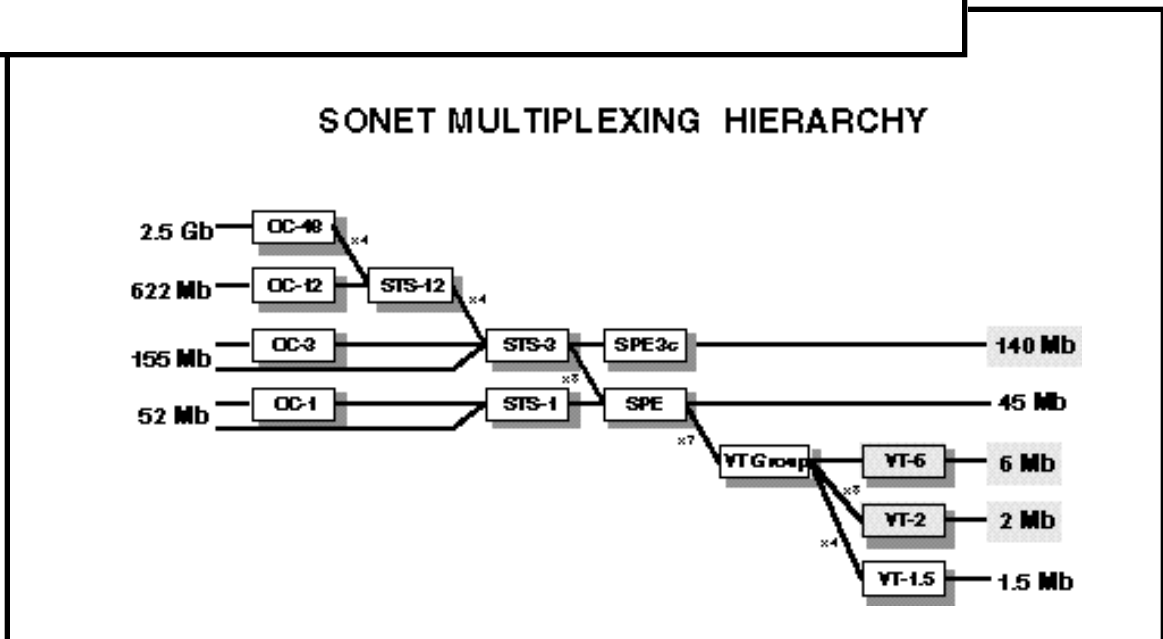 SONET MULTIPLEXING HIERARCHY
2.5 Gb OC-48
x4
622 Mb OC-12 STS-12
x4
155 Mb OC-3 STS-3 SPE3c 140 Mb
x3
52 Mb OC-1 STS-1 SPE 45 Mb
x7
VT Group VT-6 6 Mb
x3
VT-2 2 Mb
x4
VT-1.5 1.5 Mb